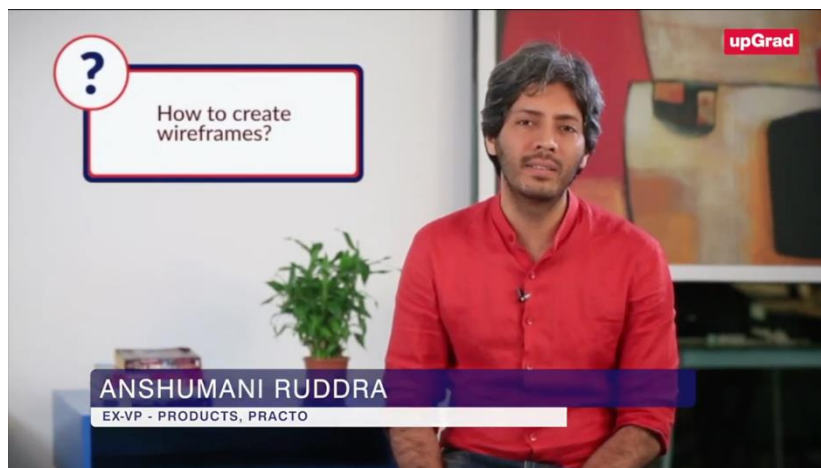 upGrad
?
How to create
wireframes?
ANSHUMANI RUDDRA
EX-VP - PRODUCTS, PRACTO